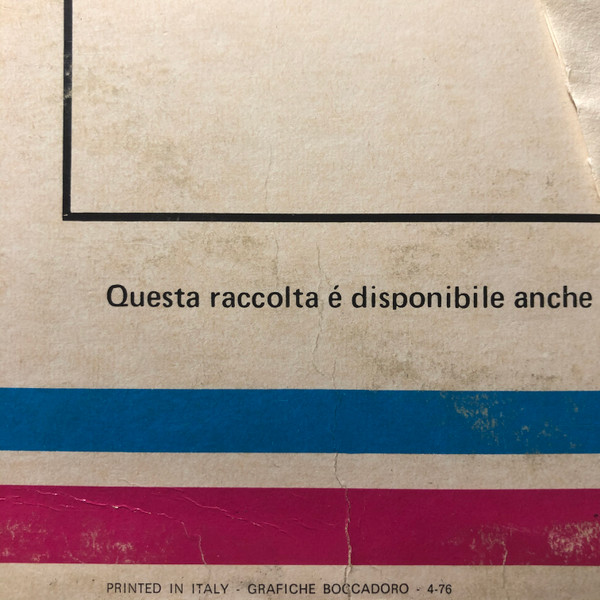 Questa raccolta é disponibile anche
PRINTED IN ITALY - GRAFICHE BOCCADORO - 4-76